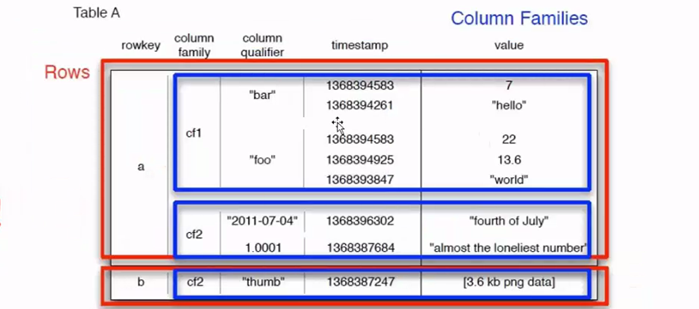 Table A
Column Families
rowkey column family column qualifier timestamp value
Rows
a cf1 "bar" 1368394583 7
1368394261 "hello"
"foo" 1368394583 22
1368394925 13.6
1368393847 "world"
cf2 "2011-07-04" 1368396302 "fourth of July"
1.0001 1368387684 "almost the loneliest number"
b cf2 "thumb" 1368387247 [3.6 kb png data]